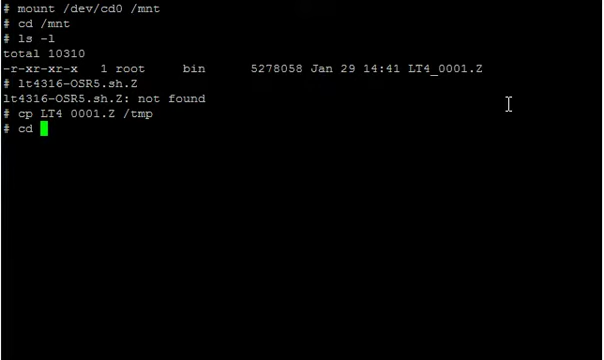 # mount /dev/cd0 /mnt
# cd /mnt
# ls -l
total 10310
-r-xr-xr-x 1 root bin 5278058 Jan 29 14:41 LT4_0001.Z
# lt4316-OSR5.sh.Z
lt4316-OSR5.sh.Z: not found
# cp LT4 0001.Z /tmp
# cd